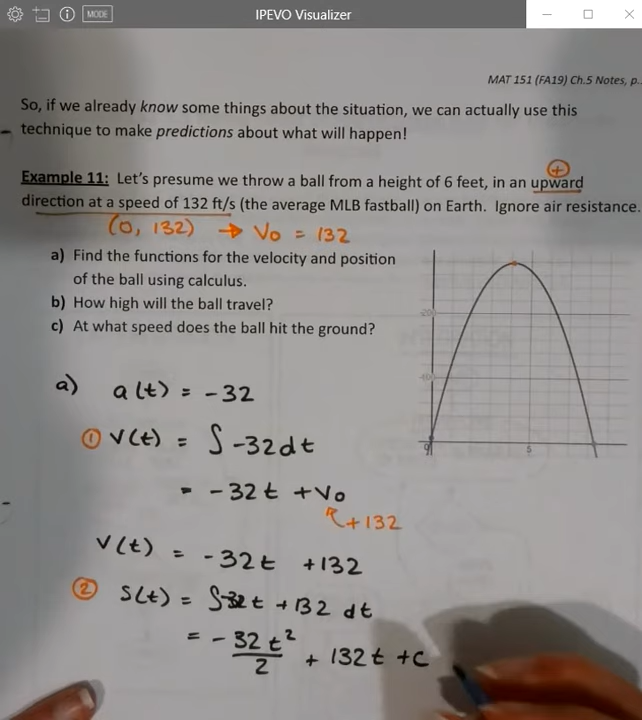 MODE
IPEVO Visualizer
MAT 151 (FA19) Ch.5 Notes, p..
So, if we already know some things about the situation, we can actually use this
technique to make predictions about what will happen!
+
Example 11: Let's presume we throw a ball from a height of 6 feet, in an upward
direction at a speed of 132 ft/s (the average MLB fastball) on Earth. Ignore air resistance.
(0, 132) → V₀ = 132
a) Find the functions for the velocity and position
of the ball using calculus.
b) How high will the ball travel?
c) At what speed does the ball hit the ground?
a) a(t) = -32
① V(t) = ∫ -32 dt
= -32t + V₀
+132
V(t) = -32t +132
② S(t) = ∫-32t + 132 dt
= - 32t²/2 + 132t + C
200
100
0
5